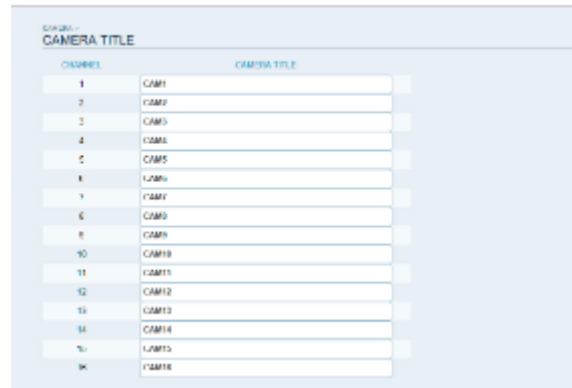 CAMERA >
CAMERA TITLE
CHANNEL CAMERA TITLE
1 CAM1
2 CAM2
3 CAM3
4 CAM4
5 CAM5
6 CAM6
7 CAM7
8 CAM8
9 CAM9
10 CAM10
11 CAM11
12 CAM12
13 CAM13
14 CAM14
15 CAM15
16 CAM16